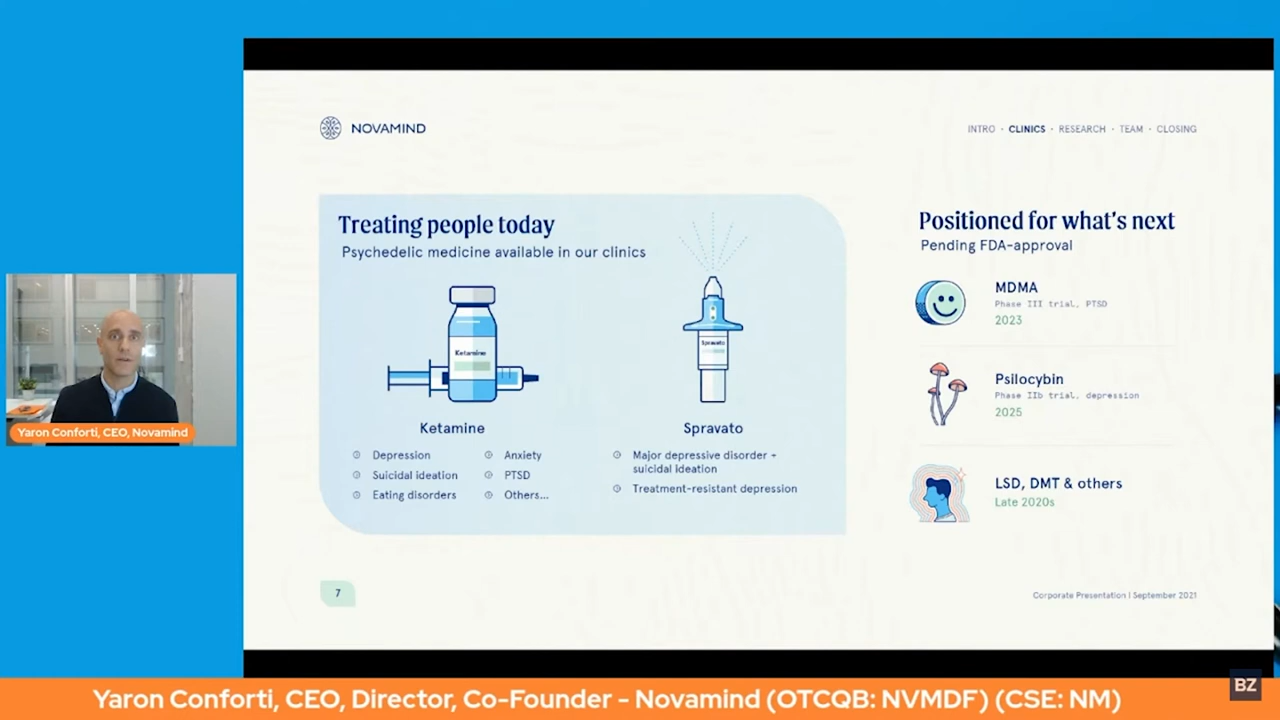 NOVAMIND
INTRO · CLINICS · RESEARCH · TEAM · CLOSING
Treating people today
Psychedelic medicine available in our clinics
Ketamine
Spravato
Ketamine
Depression
Suicidal ideation
Eating disorders
Anxiety
PTSD
Others...
Spravato
Major depressive disorder +
suicidal ideation
Treatment-resistant depression
Positioned for what's next
Pending FDA-approval
MDMA
Phase III trial, PTSD
2023
Psilocybin
Phase IIb trial, depression
2025
LSD, DMT & others
Late 2020s
7
Corporate Presentation | September 2021
Yaron Conforti, CEO, Novamind
Yaron Conforti, CEO, Director, Co-Founder - Novamind (OTCQB: NVMDF) (CSE: NM)
BZ